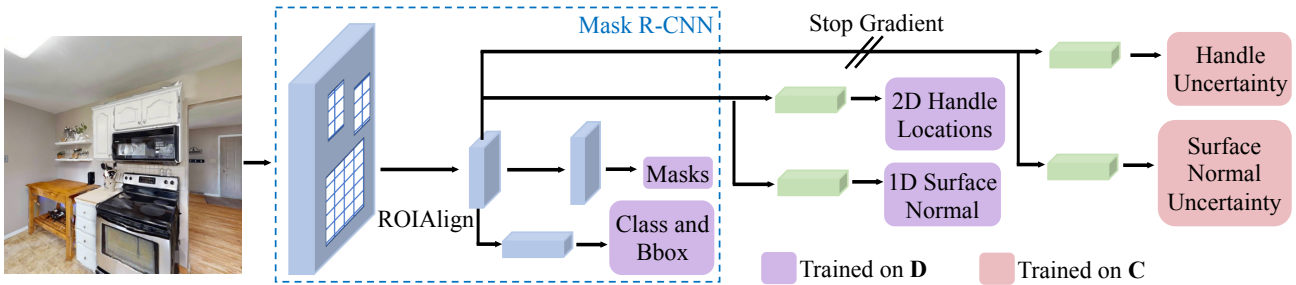 Mask R-CNN
Stop Gradient
Handle
Uncertainty
2D Handle
Locations
Masks
1D Surface
Normal
Surface
Normal
Uncertainty
ROIAlign
Class and
Bbox
Trained on D
Trained on C